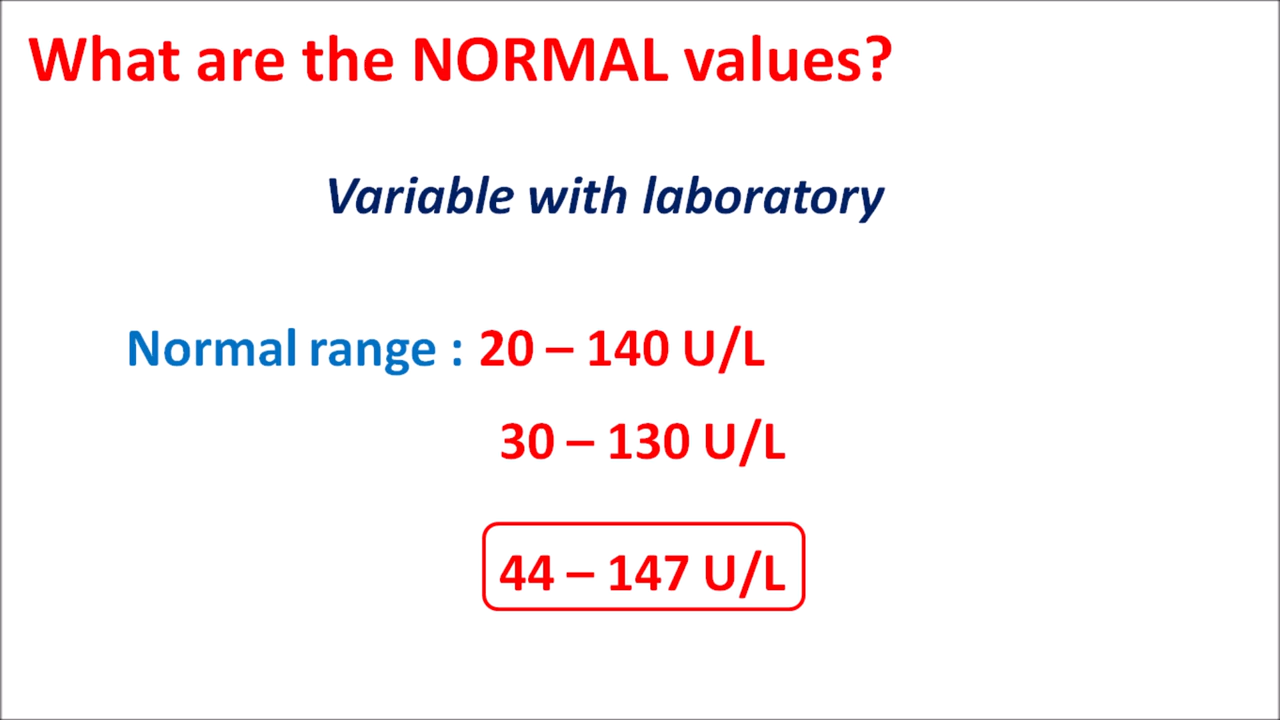 What are the NORMAL values?
Variable with laboratory
Normal range : 20 – 140 U/L
30 – 130 U/L
44 – 147 U/L